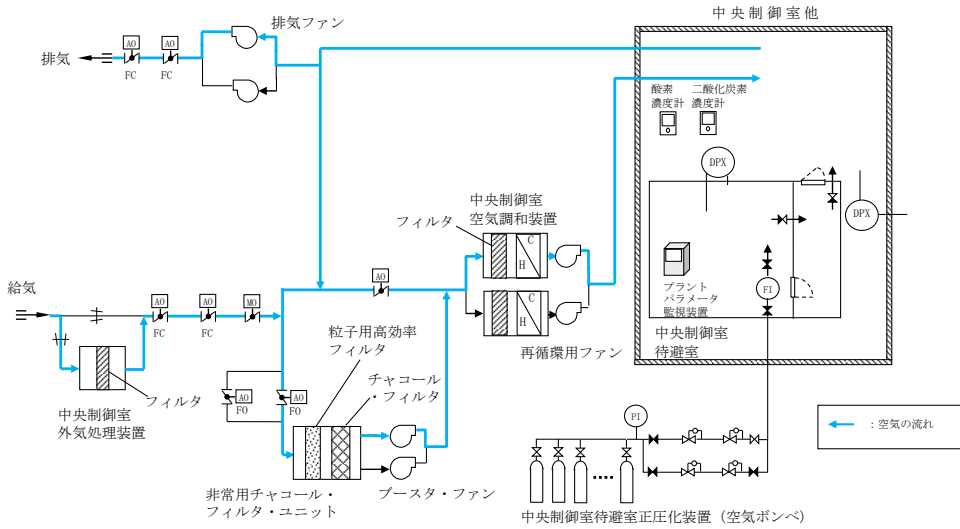 中央制御室他
排気ファン
AO
AO
排気
FC
FC
酸素
濃度計
二酸化炭素
濃度計
DPX
DPX
中央制御室
空気調和装置
フィルタ
C
H
C
H
プラント
パラメータ
監視装置
FI
中央制御室
待避室
再循環用ファン
給気
AO
AO
MO
AO
FC
FC
粒子用高効率
フィルタ
チャコール
・フィルタ
AO
FO
AO
FO
フィルタ
中央制御室
外気処理装置
非常用チャコール・
フィルタ・ユニット
ブースタ・ファン
PI
中央制御室待避室正圧化装置（空気ボンベ）
：空気の流れ